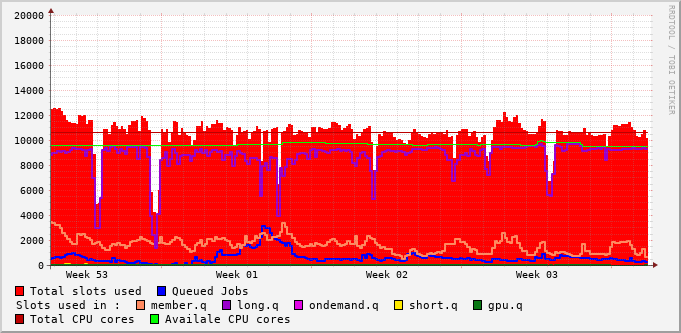 RRDTOOL / TOBI OETIKER
20000
18000
16000
14000
12000
10000
8000
6000
4000
2000
0
Week 53 Week 01 Week 02 Week 03
Total slots used Queued Jobs
Slots used in : member.q long.q ondemand.q short.q gpu.q
Total CPU cores Availale CPU cores